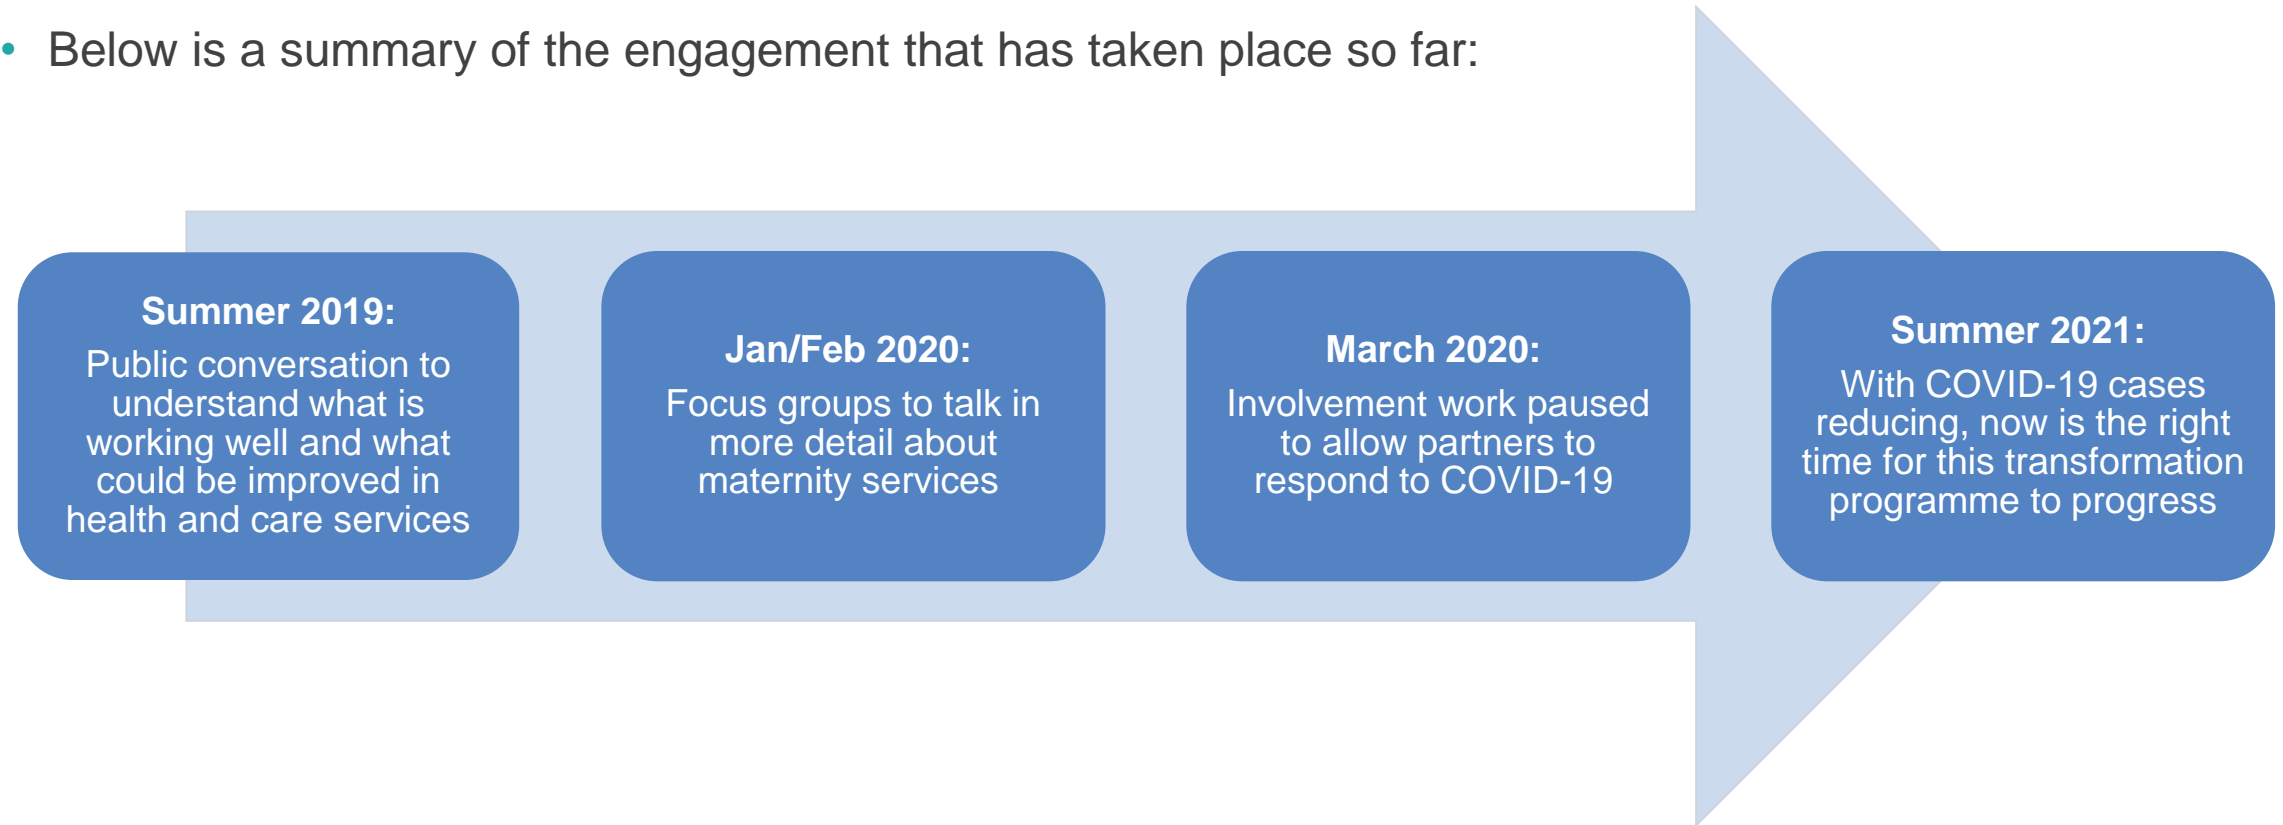 • Below is a summary of the engagement that has taken place so far:
Summer 2019:
Public conversation to
understand what is
working well and what
could be improved in
health and care services
Jan/Feb 2020:
Focus groups to talk in
more detail about
maternity services
March 2020:
Involvement work paused
to allow partners to
respond to COVID-19
Summer 2021:
With COVID-19 cases
reducing, now is the right
time for this transformation
programme to progress